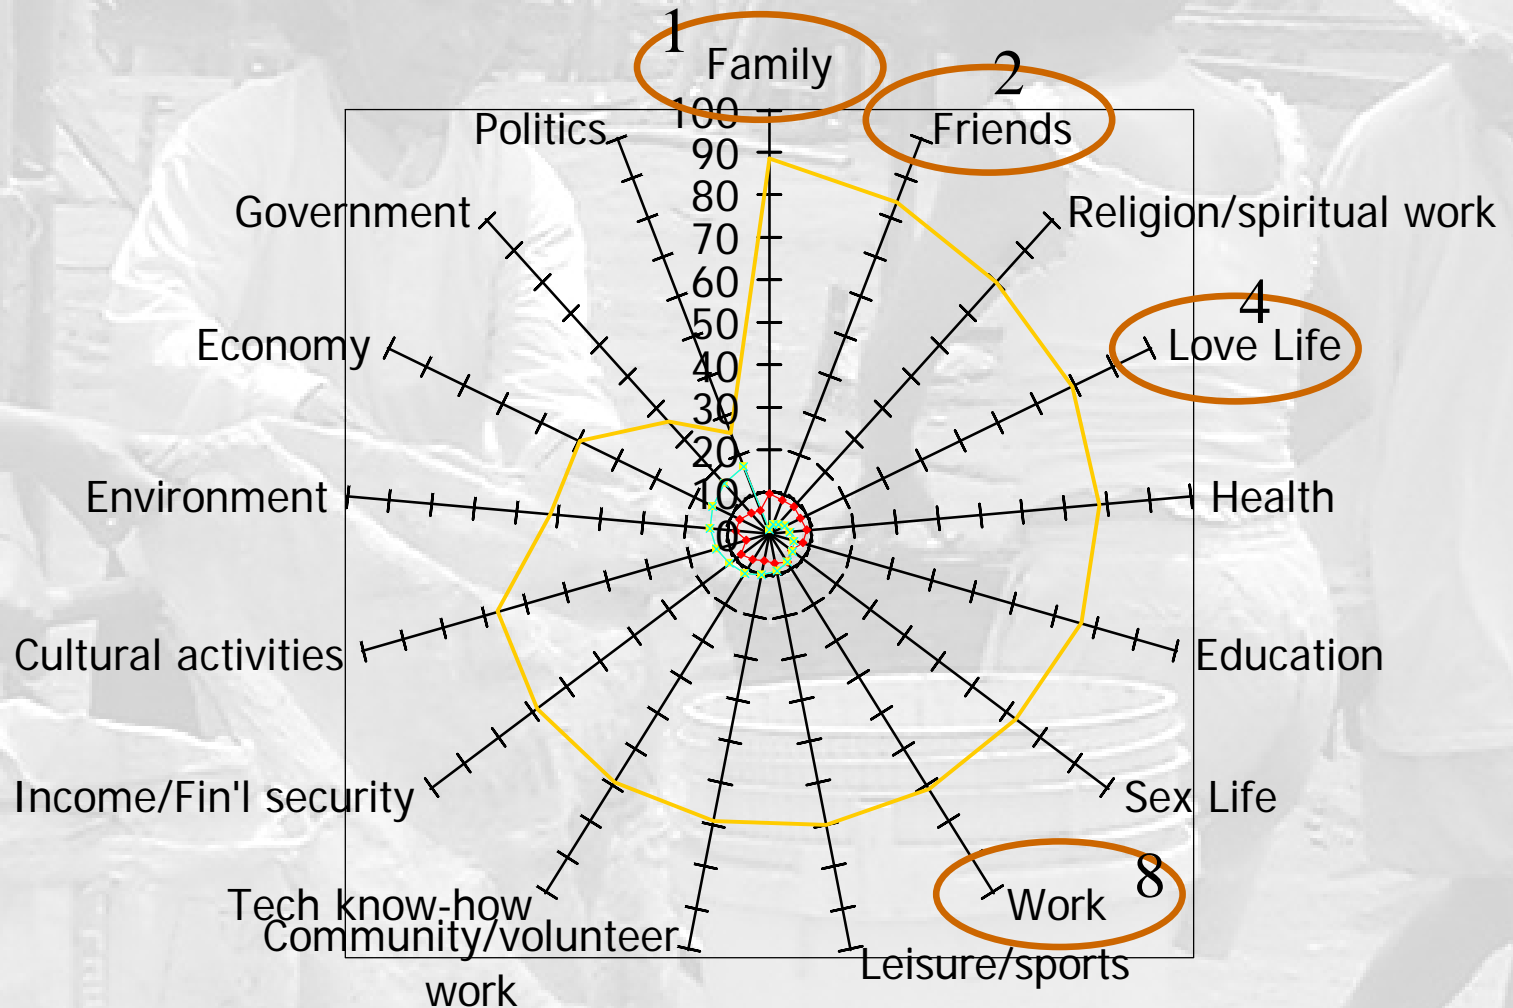 1
Family
2
Friends
Religion/spiritual work
4
Love Life
Health
Education
Sex Life
Work
8
Leisure/sports
Community/volunteer
work
Tech know-how
Income/Fin'l security
Cultural activities
Environment
Economy
Government
Politics
100
90
80
70
60
50
40
30
20
10
0